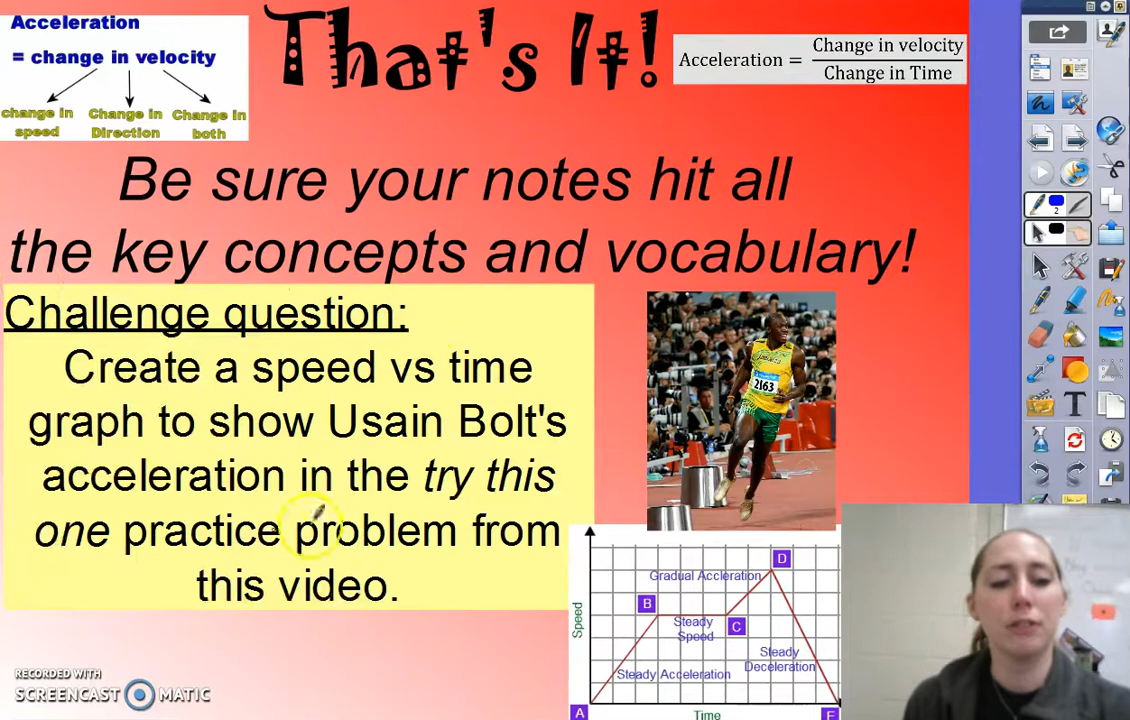 Acceleration
= change in velocity
change in speed
Change in Direction
Change in both
That's It!
Acceleration = Change in velocity
Change in Time
Be sure your notes hit all
the key concepts and vocabulary!
Challenge question:
Create a speed vs time
graph to show Usain Bolt's
acceleration in the try this
one practice problem from
this video.
2163
D
Gradual Accleration
B
Steady
Speed
C
Speed
Steady
Deceleration
Steady Acceleration
A
Time
RECORDED WITH
SCREENCAST MATIC
2
T